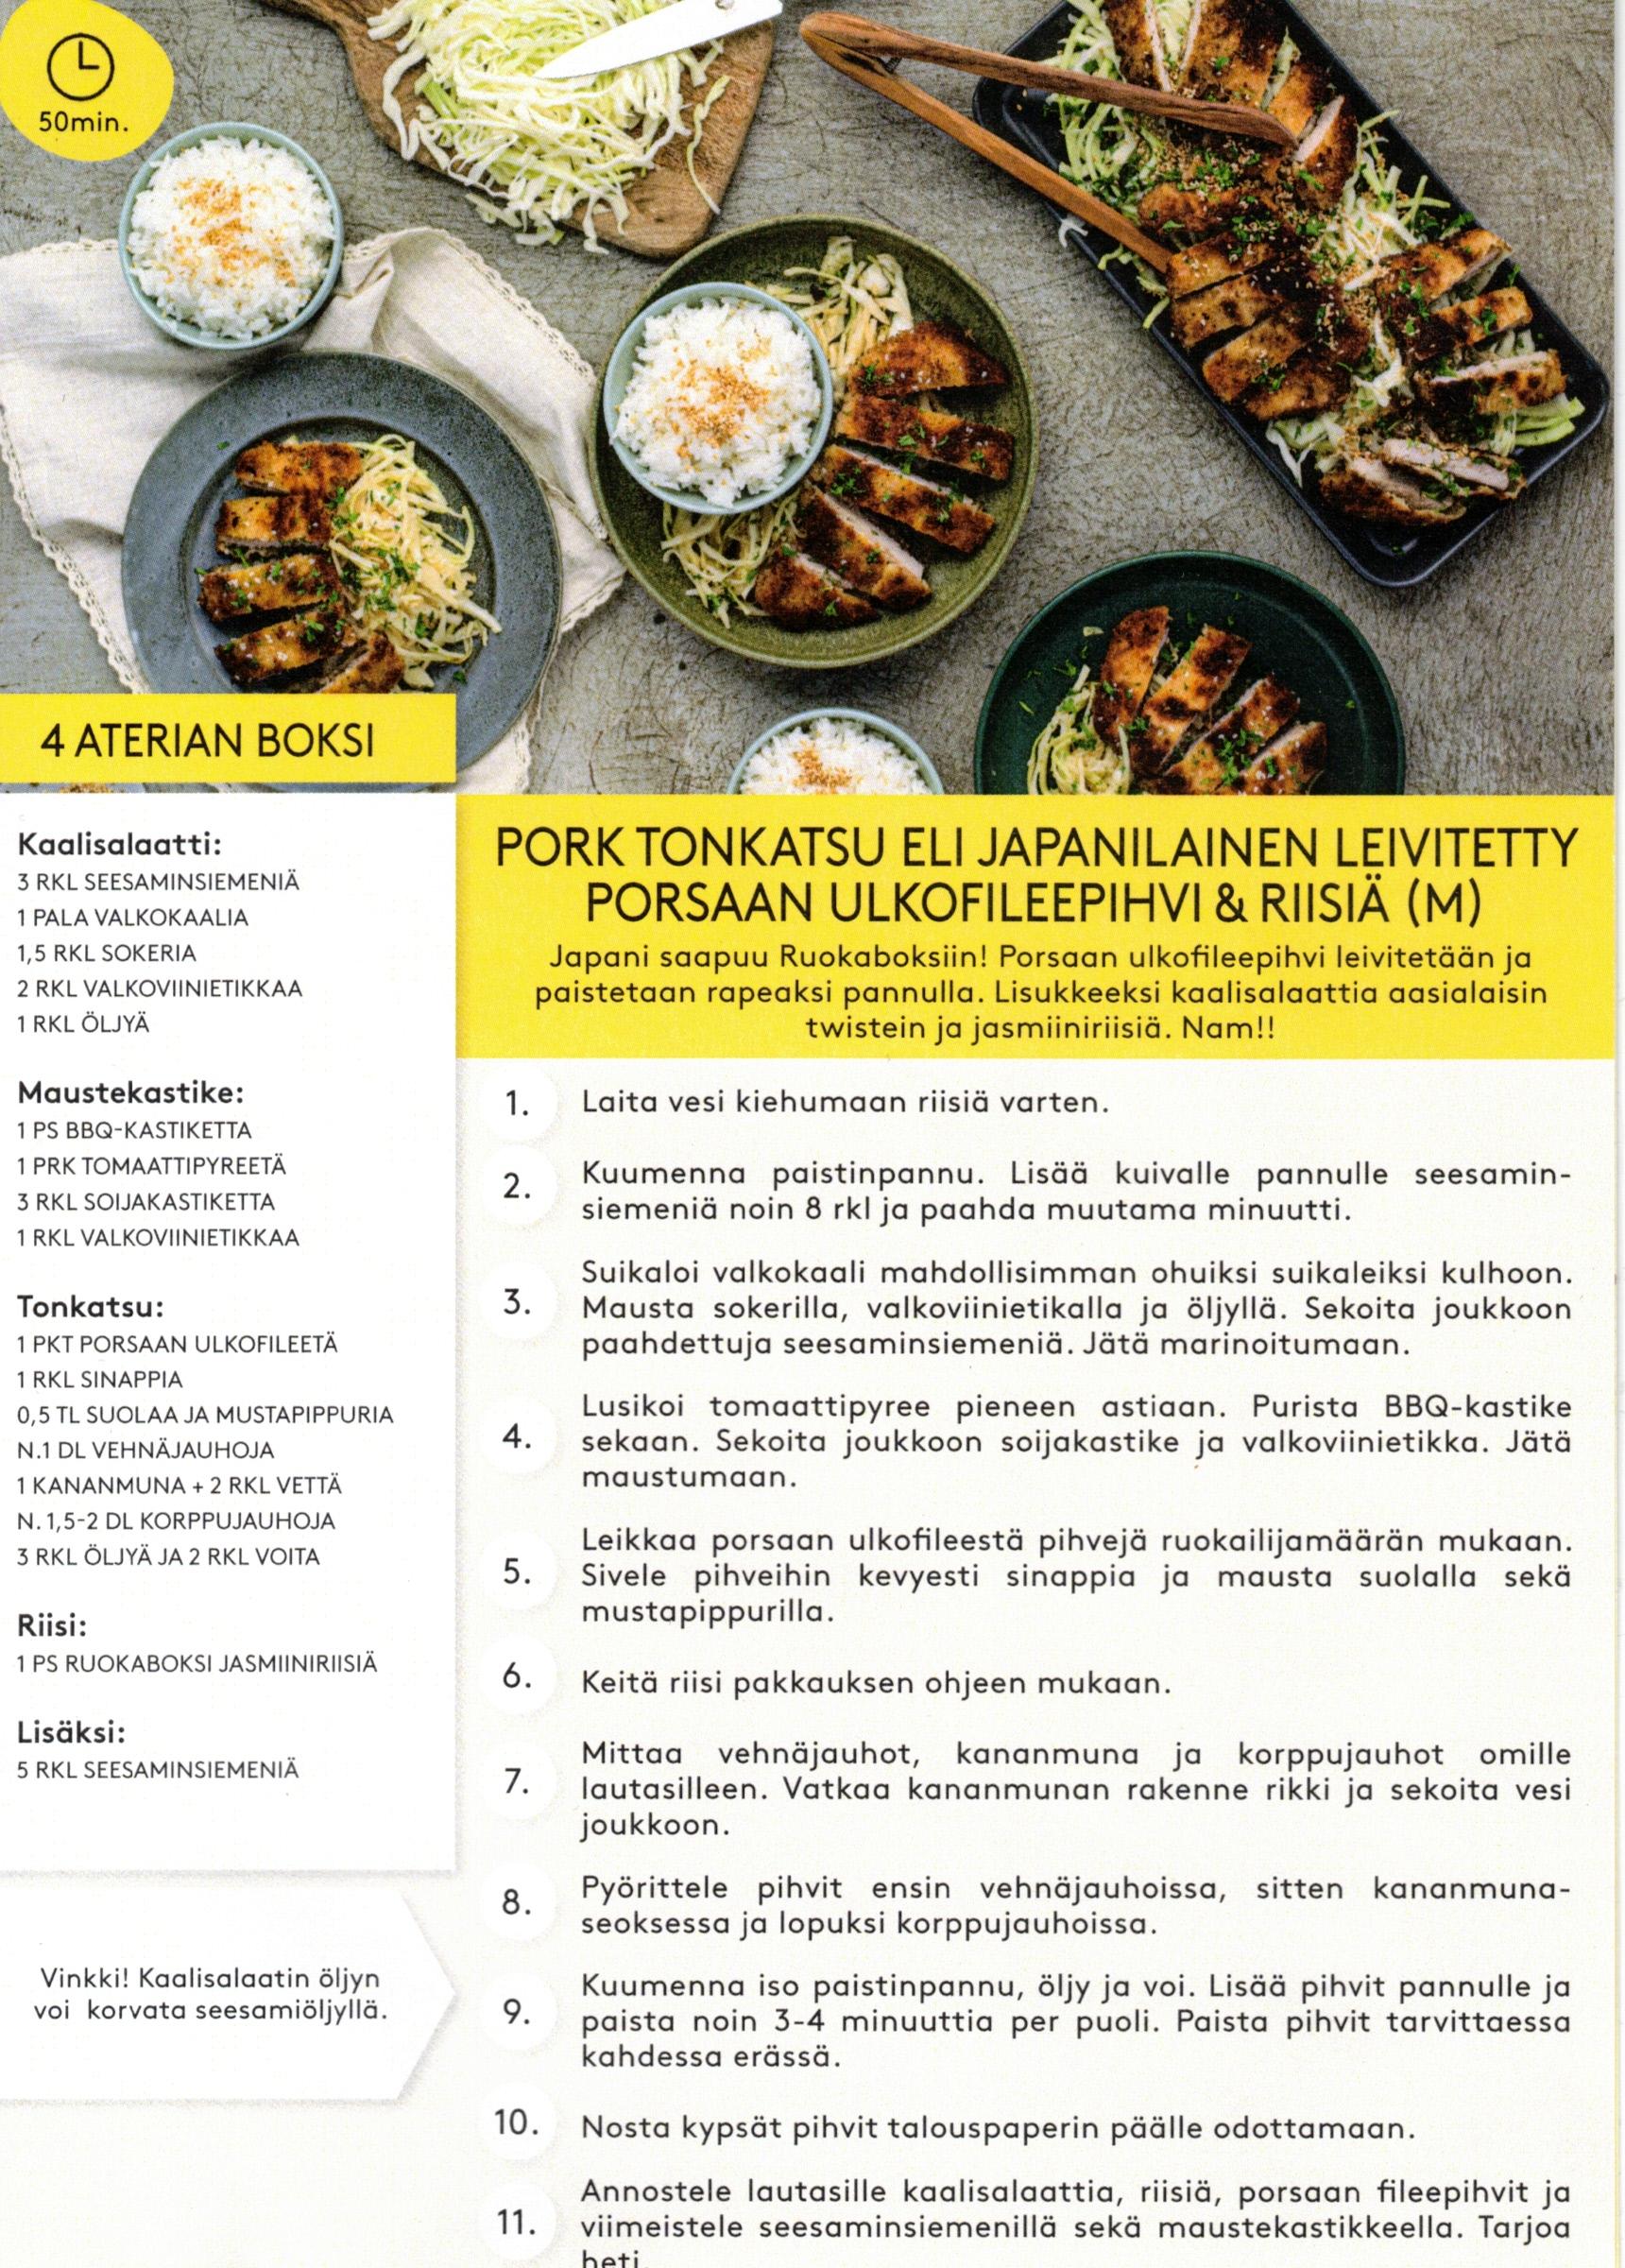 50min.
4 ATERIAN BOKSI
Kaalisalaatti:
3 RKL SEESAMINSIEMENIÄ
1 PALA VALKOKAALIA
1,5 RKL SOKERIA
2 RKL VALKOVIINIETIKKAA
1 RKL ÖLJYÄ
Maustekastike:
1 PS BBQ-KASTIKETTA
1 PRK TOMAATTIPYREETÄ
3 RKL SOIJAKASTIKETTA
1 RKL VALKOVIINIETIKKAA
Tonkatsu:
1 PKT PORSAAN ULKOFILEETÄ
1 RKL SINAPPIA
0,5 TL SUOLAA JA MUSTAPIPPURIA
N.1 DL VEHNÄJAUHOJA
1 KANANMUNA + 2 RKL VETTÄ
N. 1,5-2 DL KORPPUJAUHOJA
3 RKL ÖLJYÄ JA 2 RKL VOITA
Riisi:
1 PS RUOKABOKSI JASMIINIRIISIÄ
Lisäksi:
5 RKL SEESAMINSIEMENIÄ
Vinkki! Kaalisalaatin öljyn
voi korvata seesamiöljyllä.
PORK TONKATSU ELI JAPANILAINEN LEIVITETTY
PORSAAN ULKOFILEEPIHVI & RIISIÄ (M)
Japani saapuu Ruokaboksiin! Porsaan ulkofileepihvi leivitetään ja
paistetaan rapeaksi pannulla. Lisukkeeksi kaalisalaattia aasialaisin
twistein ja jasmiiniriisiä. Nam!!
1. Laita vesi kiehumaan riisiä varten.
2. Kuumenna paistinpannu. Lisää kuivalle pannulle seesamin-
siemeniä noin 8 rkl ja paahda muutama minuutti.
3. Suikaloi valkokaali mahdollisimman ohuiksi suikaleiksi kulhoon.
Mausta sokerilla, valkoviinietikalla ja öljyllä. Sekoita joukkoon
paahdettuja seesaminsiemeniä. Jätä marinoitumaan.
4. Lusikoi tomaattipyree pieneen astiaan. Purista BBQ-kastike
sekaan. Sekoita joukkoon soijakastike ja valkoviinietikka. Jätä
maustumaan.
5. Leikkaa porsaan ulkofileestä pihvejä ruokailijamäärän mukaan.
Sivele pihveihin kevyesti sinappia ja mausta suolalla sekä
mustapippurilla.
6. Keitä riisi pakkauksen ohjeen mukaan.
7. Mittaa vehnäjauhot, kananmuna ja korppujauhot omille
lautasilleen. Vatkaa kananmunan rakenne rikki ja sekoita vesi
joukkoon.
8. Pyörittele pihvit ensin vehnäjauhoissa, sitten kananmuna-
seoksessa ja lopuksi korppujauhoissa.
9. Kuumenna iso paistinpannu, öljy ja voi. Lisää pihvit pannulle ja
paista noin 3-4 minuuttia per puoli. Paista pihvit tarvittaessa
kahdessa erässä.
10. Nosta kypsät pihvit talouspaperin päälle odottamaan.
11. Annostele lautasille kaalisalaattia, riisiä, porsaan fileepihvit ja
viimeistele seesaminsiemenillä sekä maustekastikkeella. Tarjoa
heti.